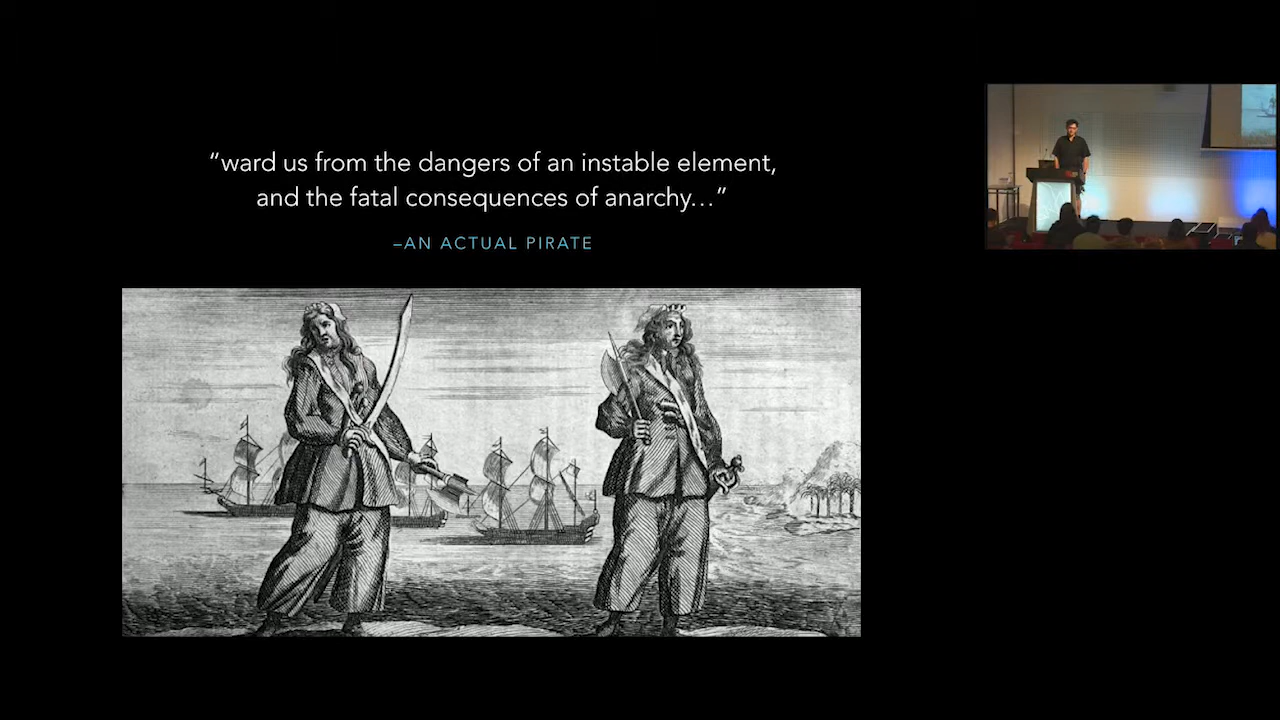 “ward us from the dangers of an instable element,
and the fatal consequences of anarchy...”
–AN ACTUAL PIRATE